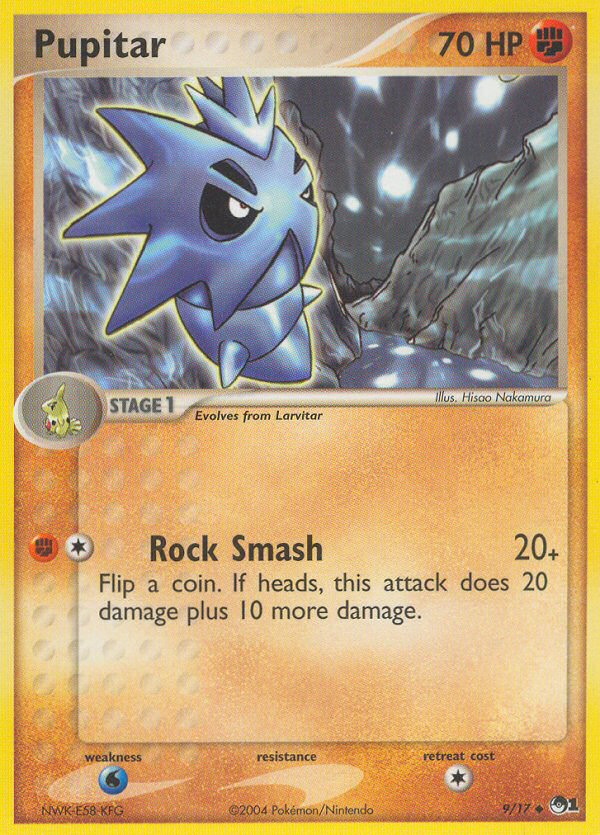 Pupitar 70 HP
Illus. Hisao Nakamura
STAGE 1
Evolves from Larvitar
Rock Smash 20+
Flip a coin. If heads, this attack does 20
damage plus 10 more damage.
weakness resistance retreat cost
NWK-E58-KFG ©2004 Pokémon/Nintendo 9/17 ◆ 1